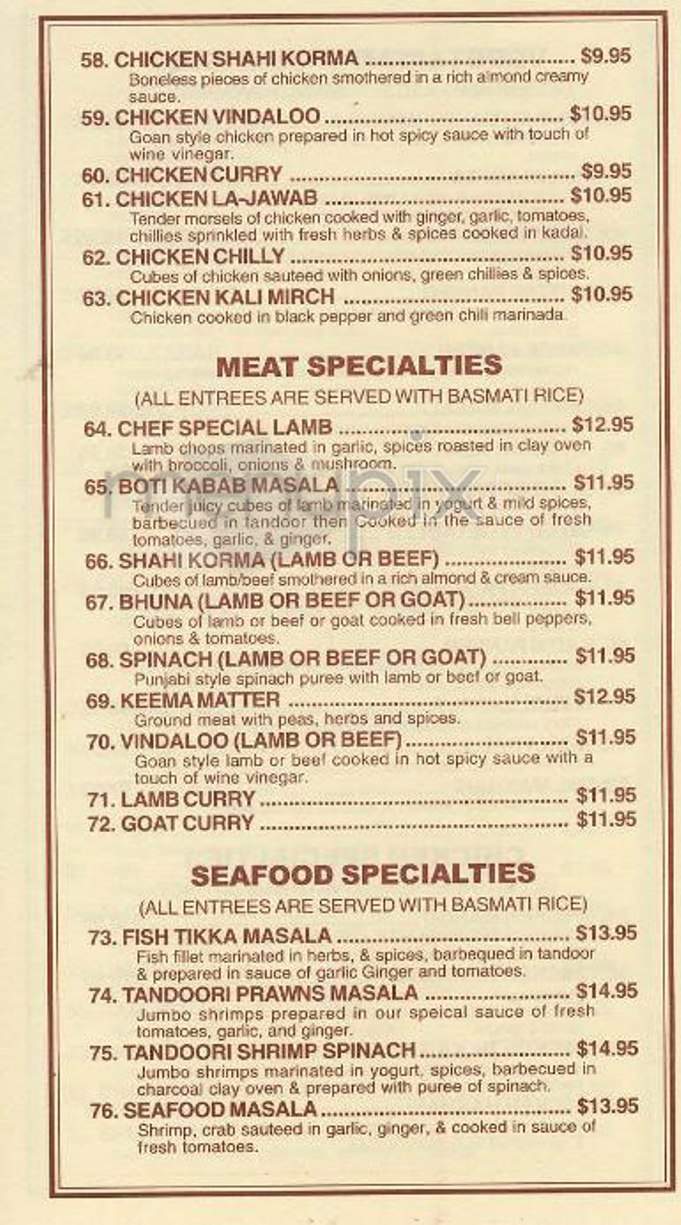 58. CHICKEN SHAHI KORMA .................................. $9.95
Boneless pieces of chicken smothered in a rich almond creamy
sauce.
59. CHICKEN VINDALOO ...................................... $10.95
Goan style chicken prepared in hot spicy sauce with touch of
wine vinegar.
60. CHICKEN CURRY .............................................. $9.95
61. CHICKEN LA-JAWAB ....................................... $10.95
Tender morsels of chicken cooked with ginger, garlic, tomatoes,
chillies sprinkled with fresh herbs & spices cooked in kadai.
62. CHICKEN CHILLY ............................................ $10.95
Cubes of chicken sauteed with onions, green chillies & spices.
63. CHICKEN KALI MIRCH .................................... $10.95
Chicken cooked in black pepper and green chili marinada.
MEAT SPECIALTIES
(ALL ENTREES ARE SERVED WITH BASMATI RICE)
64. CHEF SPECIAL LAMB ..................................... $12.95
Lamb chops marinated in garlic, spices roasted in clay oven
with broccoli, onions & mushroom.
65. BOTI KABAB MASALA .................................... $11.95
Tender juicy cubes of lamb marinated in yogurt & mild spices,
barbecued in tandoor then Cooked in the sauce of fresh
tomatoes, garlic, & ginger.
66. SHAHI KORMA (LAMB OR BEEF) .................... $11.95
Cubes of lamb/beef smothered in a rich almond & cream sauce.
67. BHUNA (LAMB OR BEEF OR GOAT)................ $11.95
Cubes of lamb or beef or goat cooked in fresh bell peppers,
onions & tomatoes.
68. SPINACH (LAMB OR BEEF OR GOAT) ............ $11.95
Punjabi style spinach puree with lamb or beef or goat.
69. KEEMA MATTER ............................................. $12.95
Ground meat with peas, herbs and spices.
70. VINDALOO (LAMB OR BEEF).......................... $11.95
Goan style lamb or beef cooked in hot spicy sauce with a
touch of wine vinegar.
71. LAMB CURRY .................................................. $11.95
72. GOAT CURRY .................................................. $11.95
SEAFOOD SPECIALTIES
(ALL ENTREES ARE SERVED WITH BASMATI RICE)
73. FISH TIKKA MASALA ...................................... $13.95
Fish fillet marinated in herbs, & spices, barbequed in tandoor
& prepared in sauce of garlic Ginger and tomatoes.
74. TANDOORI PRAWNS MASALA ....................... $14.95
Jumbo shrimps prepared in our speical sauce of fresh
tomatoes, garlic, and ginger.
75. TANDOORI SHRIMP SPINACH........................ $14.95
Jumbo shrimps marinated in yogurt, spices, barbecued in
charcoal clay oven & prepared with puree of spinach.
76. SEAFOOD MASALA ........................................ $13.95
Shrimp, crab sauteed in garlic, ginger, & cooked in sauce of
fresh tomatoes.